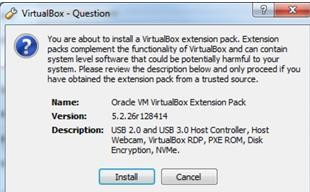 VirtualBox - Question
You are about to install a VirtualBox extension pack. Extension
packs complement the functionality of VirtualBox and can contain
system level software that could be potentially harmful to your
system. Please review the description below and only proceed if you
have obtained the extension pack from a trusted source.
Name: Oracle VM VirtualBox Extension Pack
Version: 5.2.26r128414
Description: USB 2.0 and USB 3.0 Host Controller, Host
Webcam, VirtualBox RDP, PXE ROM, Disk
Encryption, NVMe.
Install Cancel